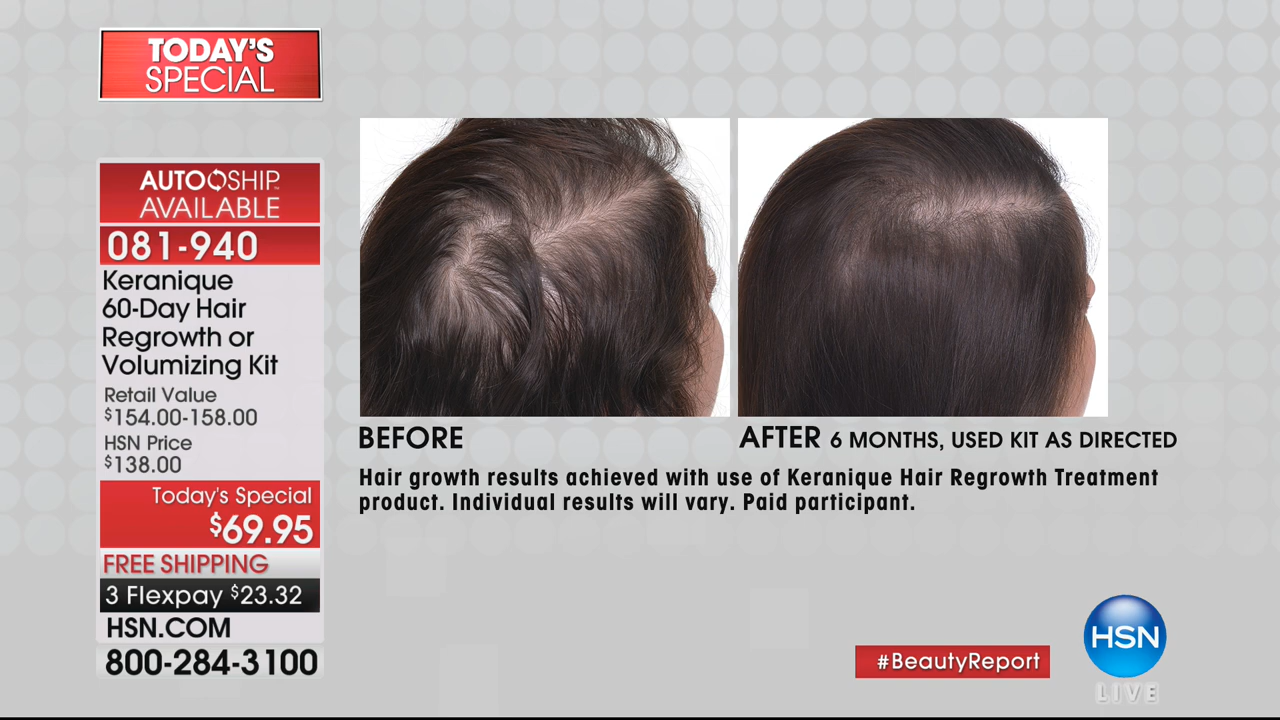 TODAY'S
SPECIAL
AUTO SHIP™
AVAILABLE
081-940
Keranique
60-Day Hair
Regrowth or
Volumizing Kit
Retail Value
$154.00-158.00
HSN Price
$138.00
Today's Special
$69.95
FREE SHIPPING
3 Flexpay $23.32
HSN.COM
800-284-3100
BEFORE
AFTER 6 MONTHS, USED KIT AS DIRECTED
Hair growth results achieved with use of Keranique Hair Regrowth Treatment
product. Individual results will vary. Paid participant.
#BeautyReport
HSN
LIVE